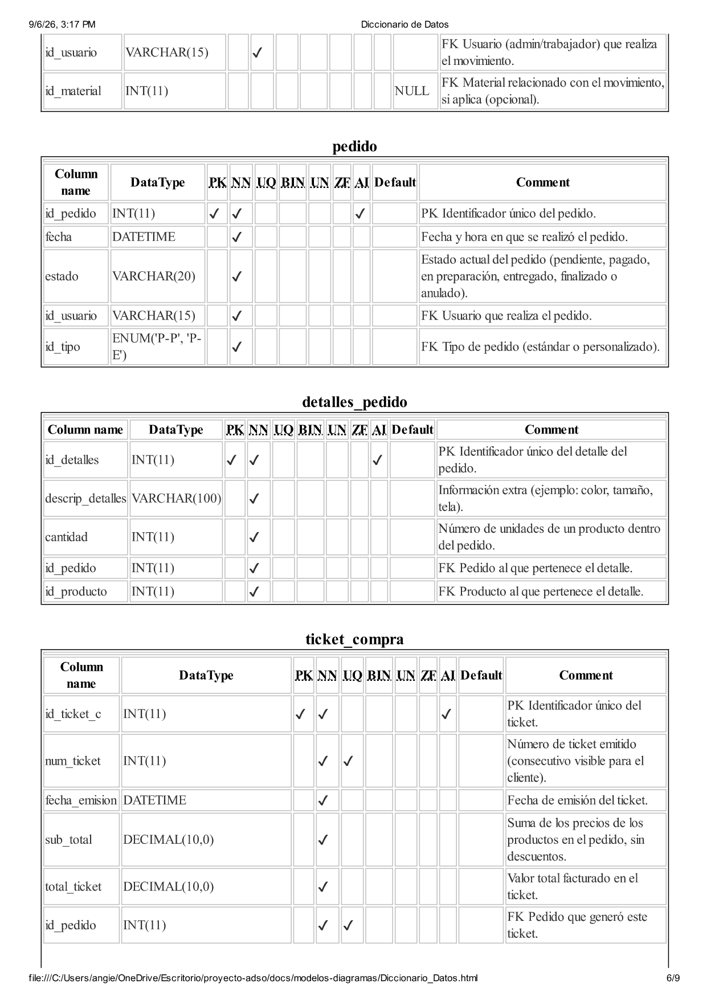 9/6/26, 3:17 PM Diccionario de Datos
id_usuario VARCHAR(15) ✓ FK Usuario (admin/trabajador) que realiza
el movimiento.
id_material INT(11) NULL FK Material relacionado con el movimiento,
si aplica (opcional).
pedido
Column
name DataType PK NN UQ BIN UN ZF AI Default Comment
id_pedido INT(11) ✓ ✓ ✓ PK Identificador único del pedido.
fecha DATETIME ✓ Fecha y hora en que se realizó el pedido.
estado VARCHAR(20) ✓ Estado actual del pedido (pendiente, pagado,
en preparación, entregado, finalizado o
anulado).
id_usuario VARCHAR(15) ✓ FK Usuario que realiza el pedido.
id_tipo ENUM('P-P', 'P-
E') ✓ FK Tipo de pedido (estándar o personalizado).
detalles_pedido
Column name DataType PK NN UQ BIN UN ZF AI Default Comment
id_detalles INT(11) ✓ ✓ ✓ PK Identificador único del detalle del
pedido.
descrip_detalles VARCHAR(100) ✓ Información extra (ejemplo: color, tamaño,
tela).
cantidad INT(11) ✓ Número de unidades de un producto dentro
del pedido.
id_pedido INT(11) ✓ FK Pedido al que pertenece el detalle.
id_producto INT(11) ✓ FK Producto al que pertenece el detalle.
ticket_compra
Column
name DataType PK NN UQ BIN UN ZF AI Default Comment
id_ticket_c INT(11) ✓ ✓ ✓ PK Identificador único del
ticket.
num_ticket INT(11) ✓ ✓ Número de ticket emitido
(consecutivo visible para el
cliente).
fecha_emision DATETIME ✓ Fecha de emisión del ticket.
sub_total DECIMAL(10,0) ✓ Suma de los precios de los
productos en el pedido, sin
descuentos.
total_ticket DECIMAL(10,0) ✓ Valor total facturado en el
ticket.
id_pedido INT(11) ✓ ✓ FK Pedido que generó este
ticket.
file:///C:/Users/angie/OneDrive/Escritorio/proyecto-adso/docs/modelos-diagramas/Diccionario_Datos.html 6/9